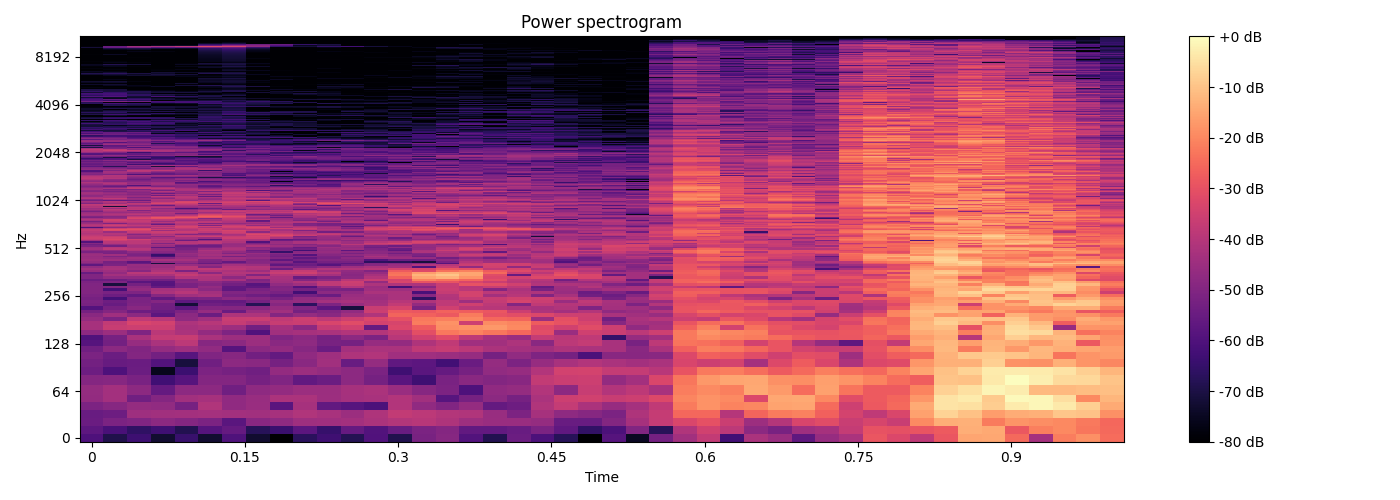 Power spectrogram
Hz
8192
4096
2048
1024
512
256
128
64
0
0 0.15 0.3 0.45 0.6 0.75 0.9
Time
+0 dB
-10 dB
-20 dB
-30 dB
-40 dB
-50 dB
-60 dB
-70 dB
-80 dB